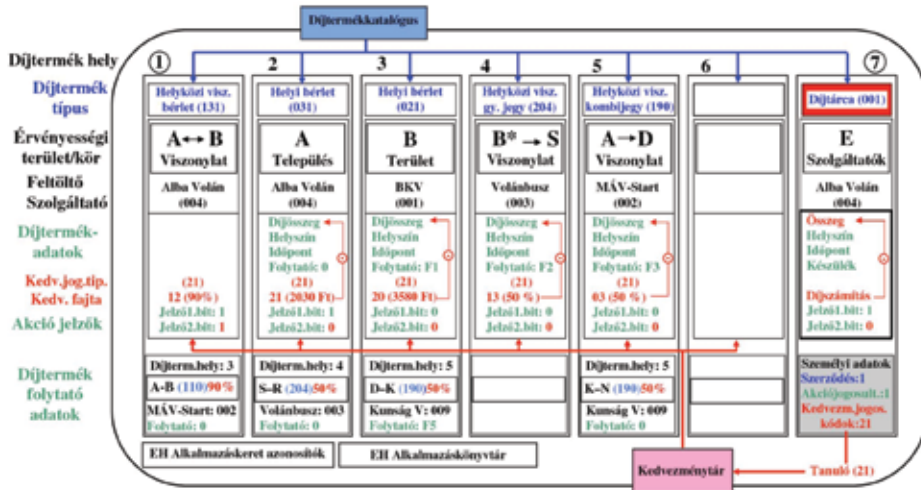 Díjtermékkatalógus
Díjtermék hely
1 2 3 4 5 6 7
Díjtermék típus
Helyközi visz. bérlet (131)
Helyi bérlet (031)
Helyi bérlet (021)
Helyközi visz. gy. jegy (204)
Helyközi visz. kombijegy (190)
Díjtárca (001)
Érvényességi terület/kör
A↔B Viszonylat
A Település
B Terület
B* → S Viszonylat
A→D Viszonylat
E Szolgáltatók
Feltöltő Szolgáltató
Alba Volán (004)
Alba Volán (004)
BKV (001)
Volánbusz (003)
MÁV-Start (002)
Alba Volán (004)
Díjtermék-adatok
Díjösszeg
Helyszín
Időpont
Folytató: 0
Díjösszeg
Helyszín
Időpont
Folytató: F1
Díjösszeg
Helyszín
Időpont
Folytató: F2
Díjösszeg
Helyszín
Időpont
Folytató: F3
Összeg
Helyszín
Időpont
Készülék
Kedv.jog.tip.
Kedv. fajta
(21)
12 (90%)
(21)
21 (2030 Ft)
(21)
20 (3580 Ft)
(21)
13 (50 %)
(21)
03 (50 %)
Díjszámítás
Akció jelzők
Jelző1.bit: 1
Jelző2.bit: 1
Jelző1.bit: 1
Jelző2.bit: 0
Jelző1.bit: 0
Jelző2.bit: 0
Jelző1.bit: 0
Jelző2.bit: 0
Jelző1.bit: 0
Jelző2.bit: 0
Jelző1.bit: 1
Jelző2.bit: 0
Díjtermék folytató adatok
Díjterm.hely: 3
A-B (110)90%
MÁV-Start: 002
Folytató: 0
Díjterm.hely: 4
S–R (204)50%
Volánbusz: 003
Folytató: 0
Díjterm.hely: 5
D–K (190)50%
Kunság V: 009
Folytató: F5
Díjterm.hely: 5
K–N (190)50%
Kunság V: 009
Folytató: 0
Személyi adatok
Szerződés:1
Akciójogosult.:1
Kedvezm.jogos. kódok:21
EH Alkalmazáskeret azonosítók
EH Alkalmazáskönyvtár
Kedvezménytár
Tanuló (21)